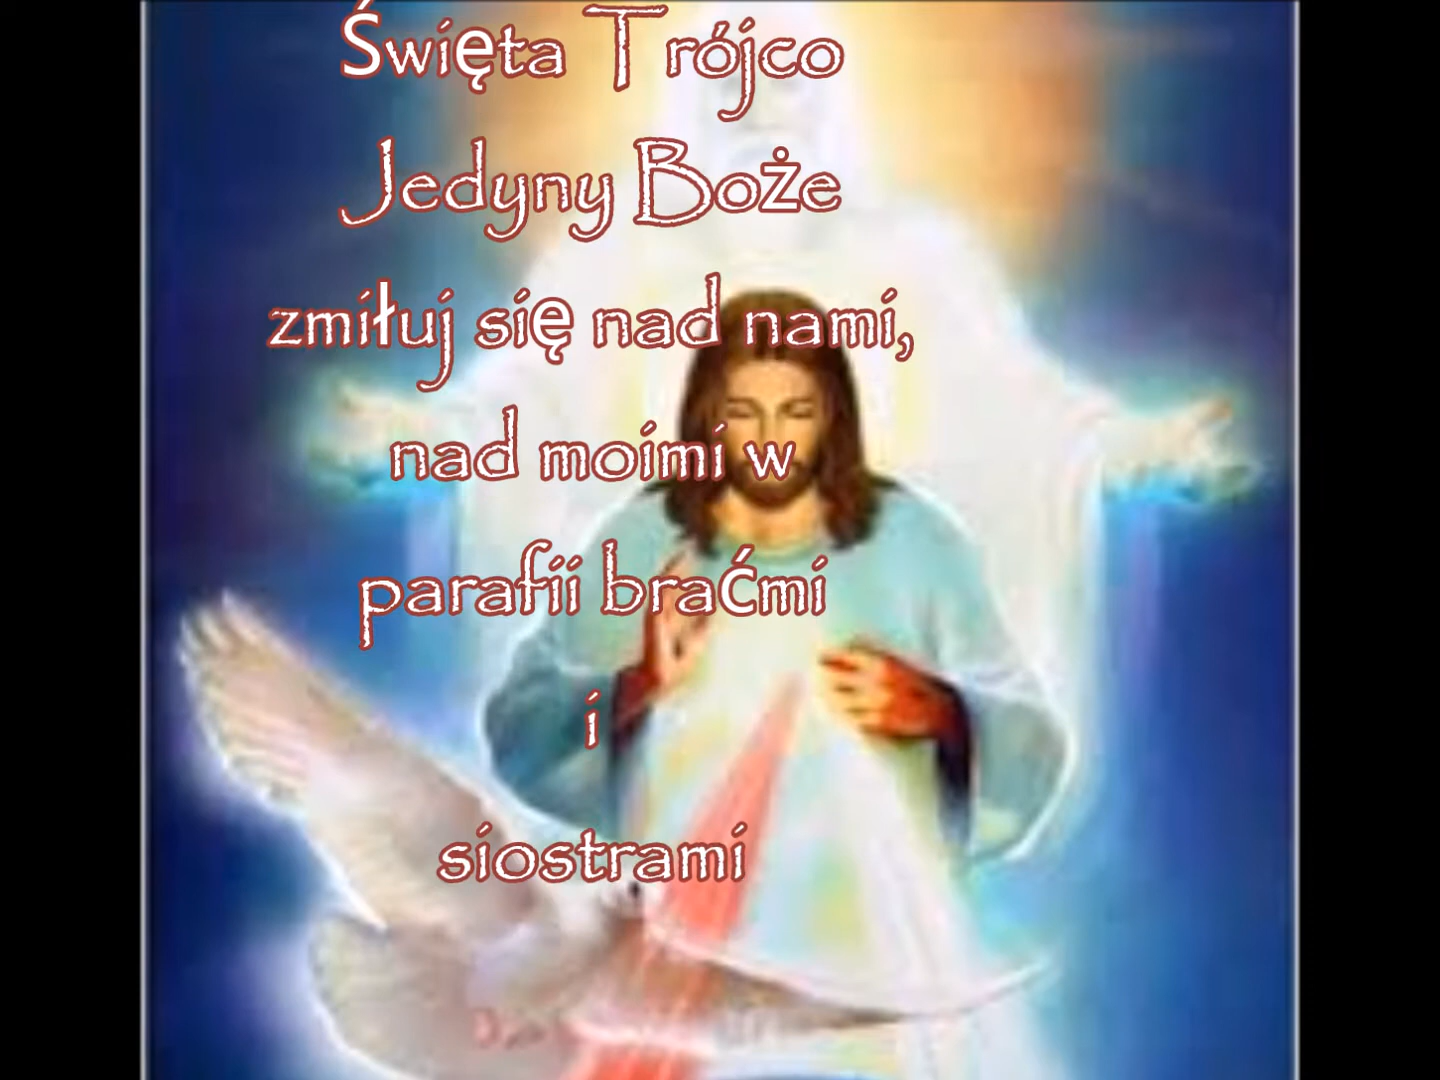 Święta Trójco
Jedyny Boże
zmiłuj się nad nami,
nad moimi w
parafii braćmi
i
siostrami